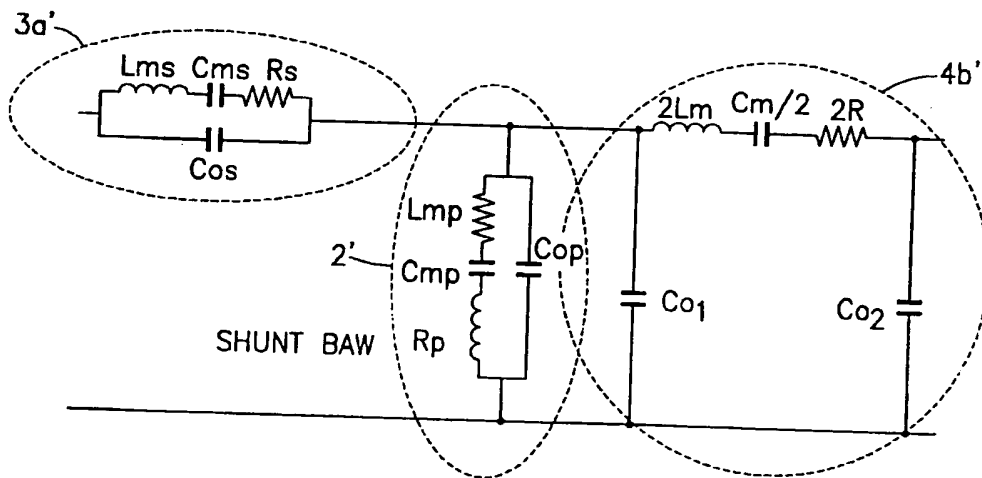 3a'
4b'
Lms Cms Rs
2Lm Cm/2 2R
Cos
Lmp
2' Cmp Cop
Co1 Co2
SHUNT BAW Rp